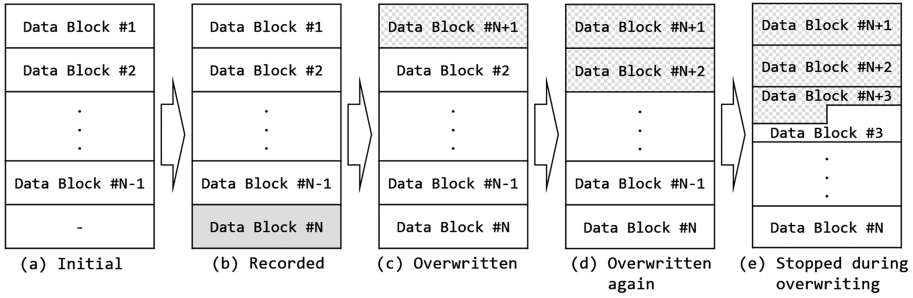 Data Block #1
Data Block #2
.
.
.
Data Block #N-1
-
(a) Initial
Data Block #1
Data Block #2
.
.
.
Data Block #N-1
Data Block #N
(b) Recorded
Data Block #N+1
Data Block #2
.
.
.
Data Block #N-1
Data Block #N
(c) Overwritten
Data Block #N+1
Data Block #N+2
.
.
.
Data Block #N-1
Data Block #N
(d) Overwritten
again
Data Block #N+1
Data Block #N+2
Data Block #N+3
Data Block #3
.
.
.
Data Block #N
(e) Stopped during
overwriting